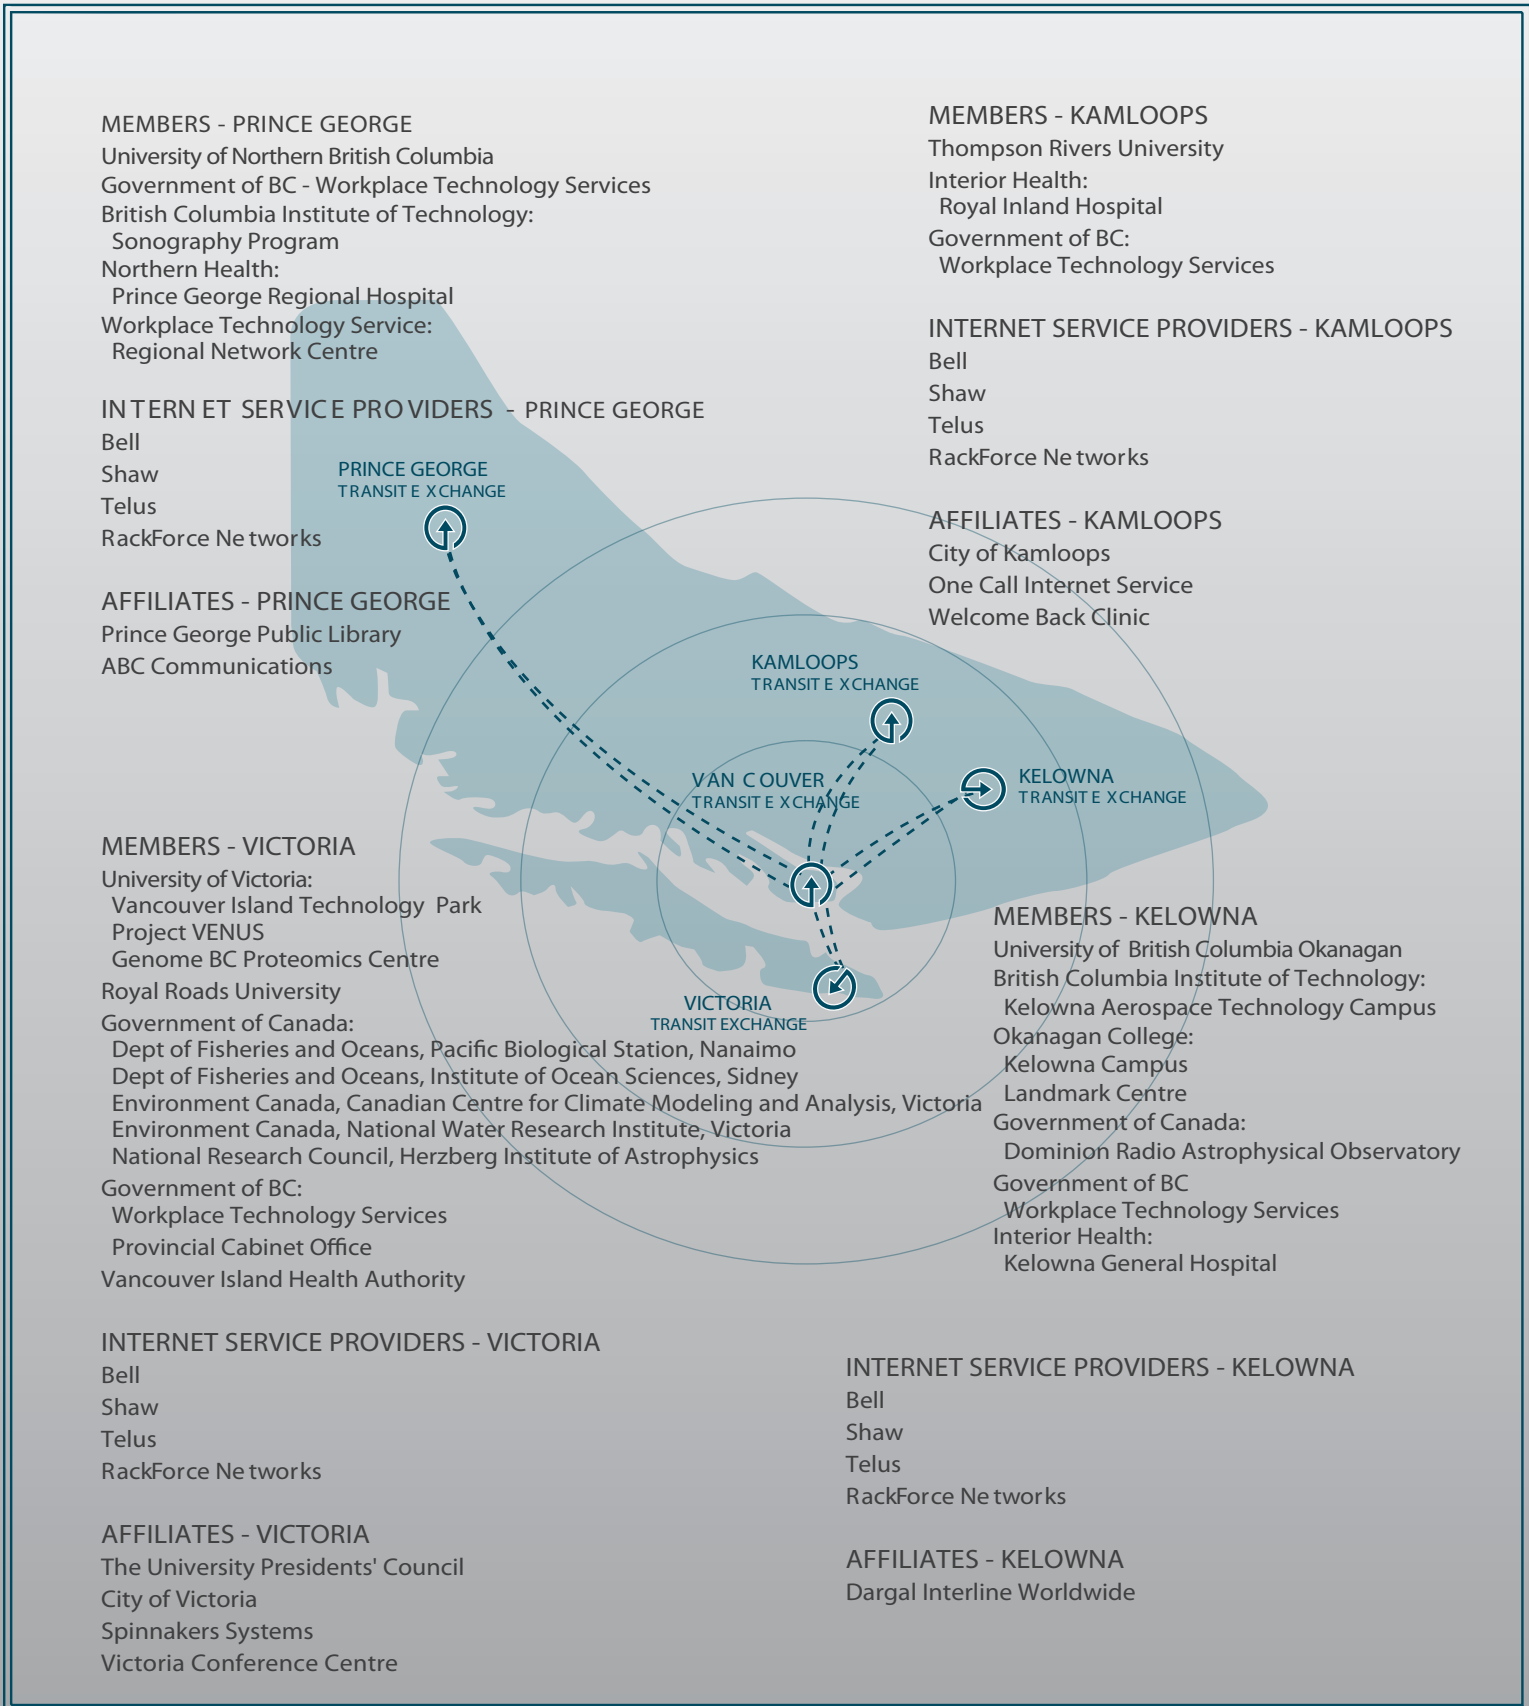 MEMBERS - PRINCE GEORGE
University of Northern British Columbia
Government of BC - Workplace Technology Services
British Columbia Institute of Technology:
Sonography Program
Northern Health:
Prince George Regional Hospital
Workplace Technology Service:
Regional Network Centre
INTERNET SERVICE PROVIDERS - PRINCE GEORGE
Bell
Shaw
Telus
RackForce Networks
AFFILIATES - PRINCE GEORGE
Prince George Public Library
ABC Communications
MEMBERS - KAMLOOPS
Thompson Rivers University
Interior Health:
Royal Inland Hospital
Government of BC:
Workplace Technology Services
INTERNET SERVICE PROVIDERS - KAMLOOPS
Bell
Shaw
Telus
RackForce Networks
AFFILIATES - KAMLOOPS
City of Kamloops
One Call Internet Service
Welcome Back Clinic
PRINCE GEORGE
TRANSIT EXCHANGE
KAMLOOPS
TRANSIT EXCHANGE
VANCOUVER
TRANSIT EXCHANGE
KELOWNA
TRANSIT EXCHANGE
VICTORIA
TRANSIT EXCHANGE
MEMBERS - VICTORIA
University of Victoria:
Vancouver Island Technology Park
Project VENUS
Genome BC Proteomics Centre
Royal Roads University
Government of Canada:
Dept of Fisheries and Oceans, Pacific Biological Station, Nanaimo
Dept of Fisheries and Oceans, Institute of Ocean Sciences, Sidney
Environment Canada, Canadian Centre for Climate Modeling and Analysis, Victoria
Environment Canada, National Water Research Institute, Victoria
National Research Council, Herzberg Institute of Astrophysics
Government of BC:
Workplace Technology Services
Provincial Cabinet Office
Vancouver Island Health Authority
INTERNET SERVICE PROVIDERS - VICTORIA
Bell
Shaw
Telus
RackForce Networks
AFFILIATES - VICTORIA
The University Presidents' Council
City of Victoria
Spinnakers Systems
Victoria Conference Centre
MEMBERS - KELOWNA
University of British Columbia Okanagan
British Columbia Institute of Technology:
Kelowna Aerospace Technology Campus
Okanagan College:
Kelowna Campus
Landmark Centre
Government of Canada:
Dominion Radio Astrophysical Observatory
Government of BC
Workplace Technology Services
Interior Health:
Kelowna General Hospital
INTERNET SERVICE PROVIDERS - KELOWNA
Bell
Shaw
Telus
RackForce Networks
AFFILIATES - KELOWNA
Dargal Interline Worldwide